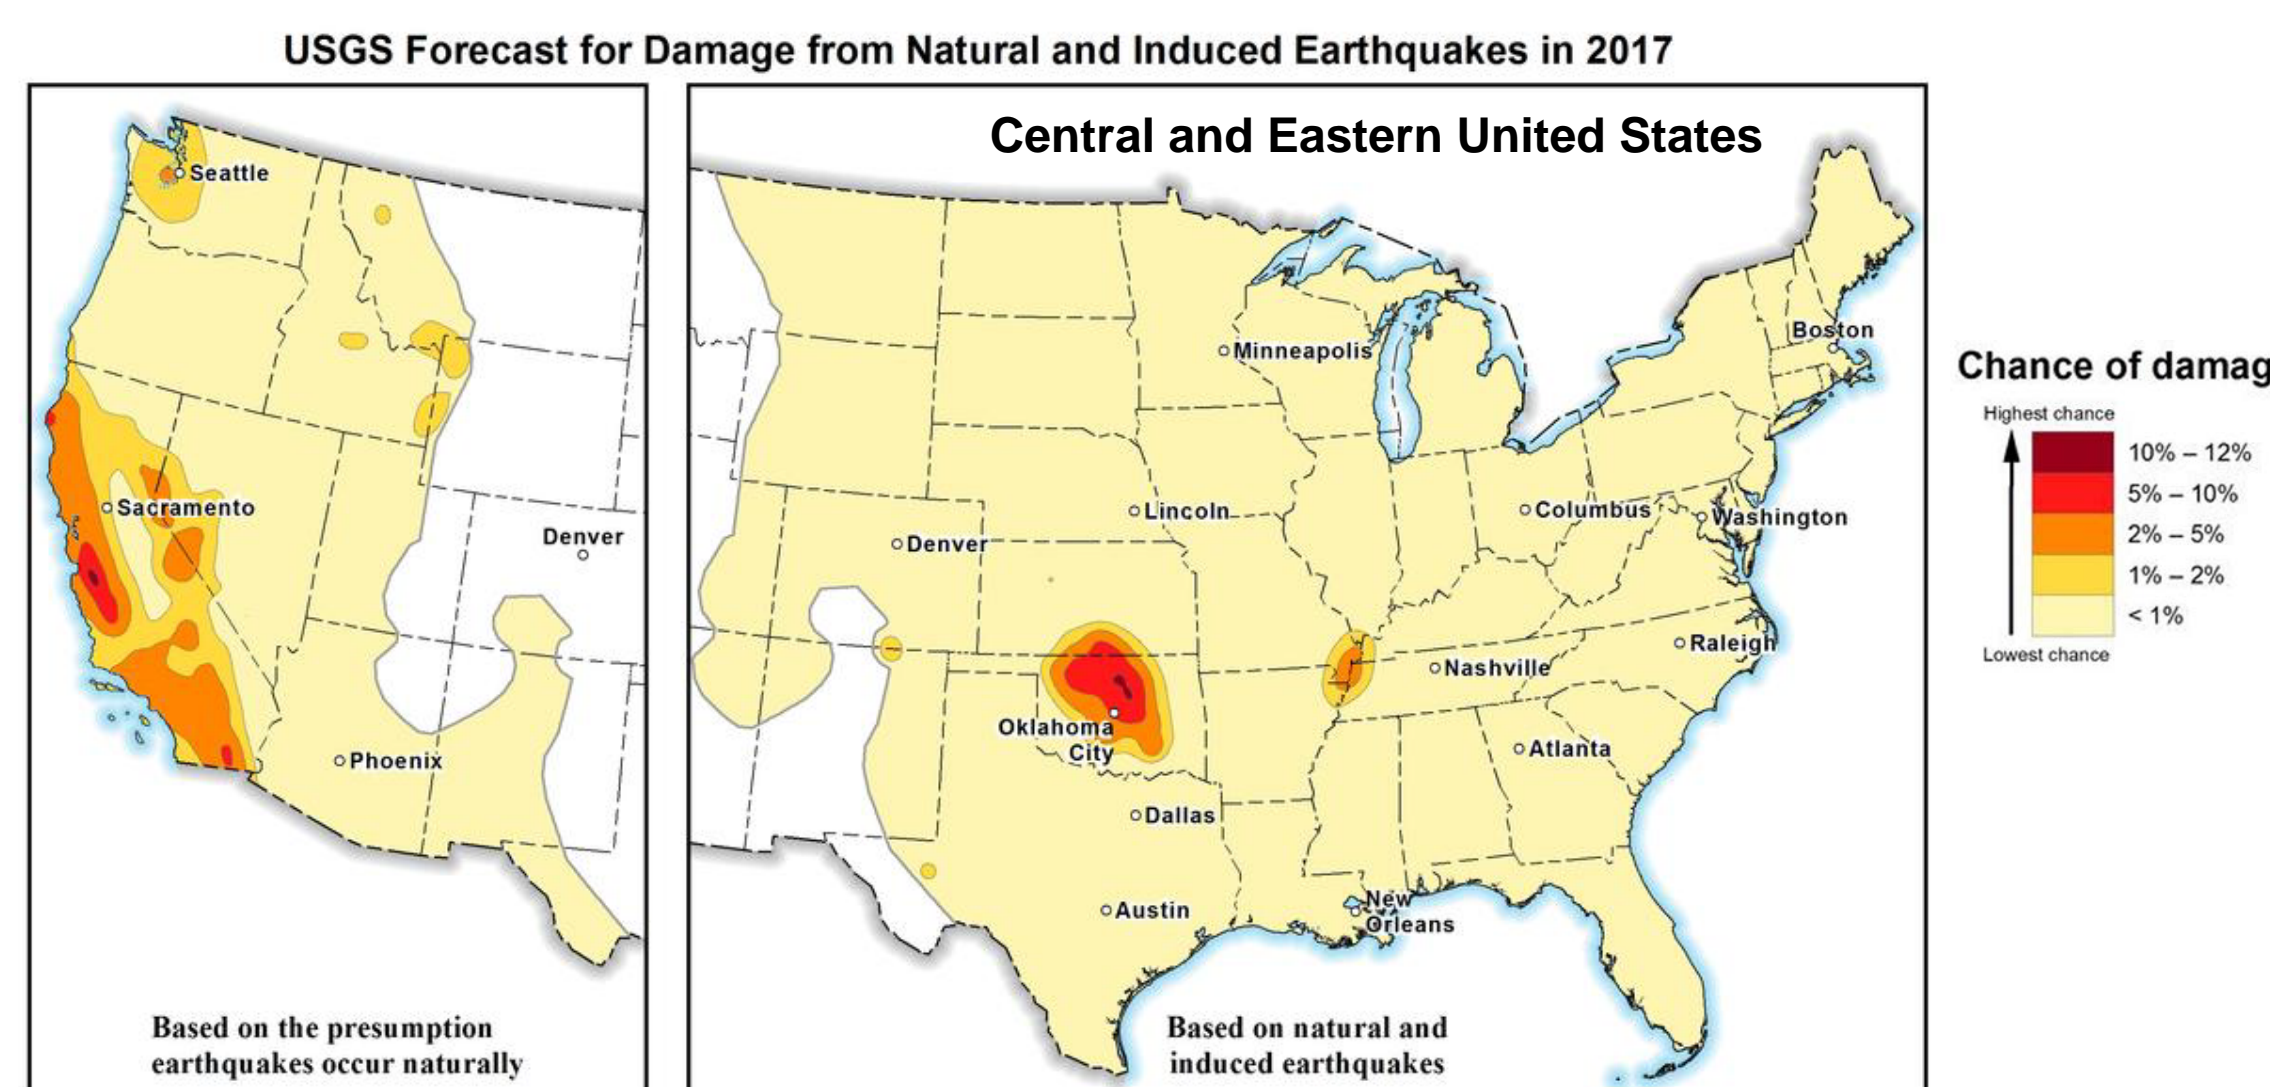 USGS Forecast for Damage from Natural and Induced Earthquakes in 2017
Seattle
Sacramento
Denver
Phoenix
Based on the presumption
earthquakes occur naturally
Central and Eastern United States
Boston
Minneapolis
Lincoln
Columbus
Washington
Denver
Raleigh
Nashville
Oklahoma
City
Atlanta
Dallas
Austin
New
Orleans
Based on natural and
induced earthquakes
Chance of damag
Highest chance
10% – 12%
5% – 10%
2% – 5%
1% – 2%
< 1%
Lowest chance